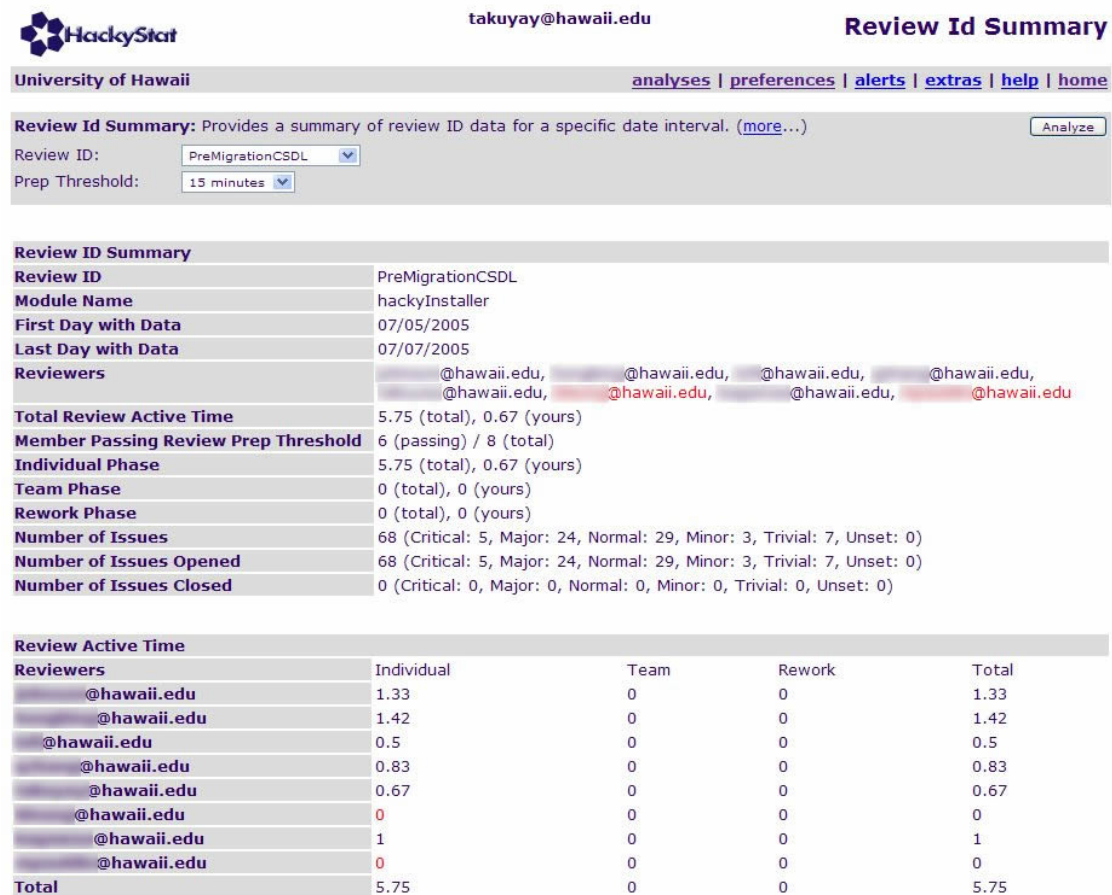 HackyStat
takuyay@hawaii.edu
Review Id Summary
University of Hawaii
analyses | preferences | alerts | extras | help | home
Review Id Summary: Provides a summary of review ID data for a specific date interval. (more...)
Analyze
Review ID: PreMigrationCSDL
Prep Threshold: 15 minutes
Review ID Summary
Review ID PreMigrationCSDL
Module Name hackyInstaller
First Day with Data 07/05/2005
Last Day with Data 07/07/2005
Reviewers @hawaii.edu, @hawaii.edu, @hawaii.edu, @hawaii.edu,
@hawaii.edu, @hawaii.edu, @hawaii.edu, @hawaii.edu
Total Review Active Time 5.75 (total), 0.67 (yours)
Member Passing Review Prep Threshold 6 (passing) / 8 (total)
Individual Phase 5.75 (total), 0.67 (yours)
Team Phase 0 (total), 0 (yours)
Rework Phase 0 (total), 0 (yours)
Number of Issues 68 (Critical: 5, Major: 24, Normal: 29, Minor: 3, Trivial: 7, Unset: 0)
Number of Issues Opened 68 (Critical: 5, Major: 24, Normal: 29, Minor: 3, Trivial: 7, Unset: 0)
Number of Issues Closed 0 (Critical: 0, Major: 0, Normal: 0, Minor: 0, Trivial: 0, Unset: 0)
Review Active Time
Reviewers Individual Team Rework Total
@hawaii.edu 1.33 0 0 1.33
@hawaii.edu 1.42 0 0 1.42
@hawaii.edu 0.5 0 0 0.5
@hawaii.edu 0.83 0 0 0.83
@hawaii.edu 0.67 0 0 0.67
@hawaii.edu 0 0 0 0
@hawaii.edu 1 0 0 1
@hawaii.edu 0 0 0 0
Total 5.75 0 0 5.75